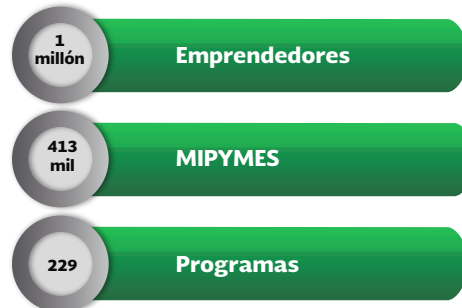 1
millón
Emprendedores
413
mil
MIPYMES
229
Programas